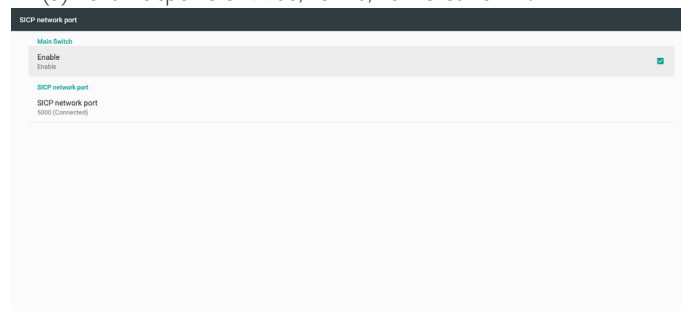 SICP network port
Main Switch
Enable
Enable
SICP network port
SICP network port
5000 (Connected)